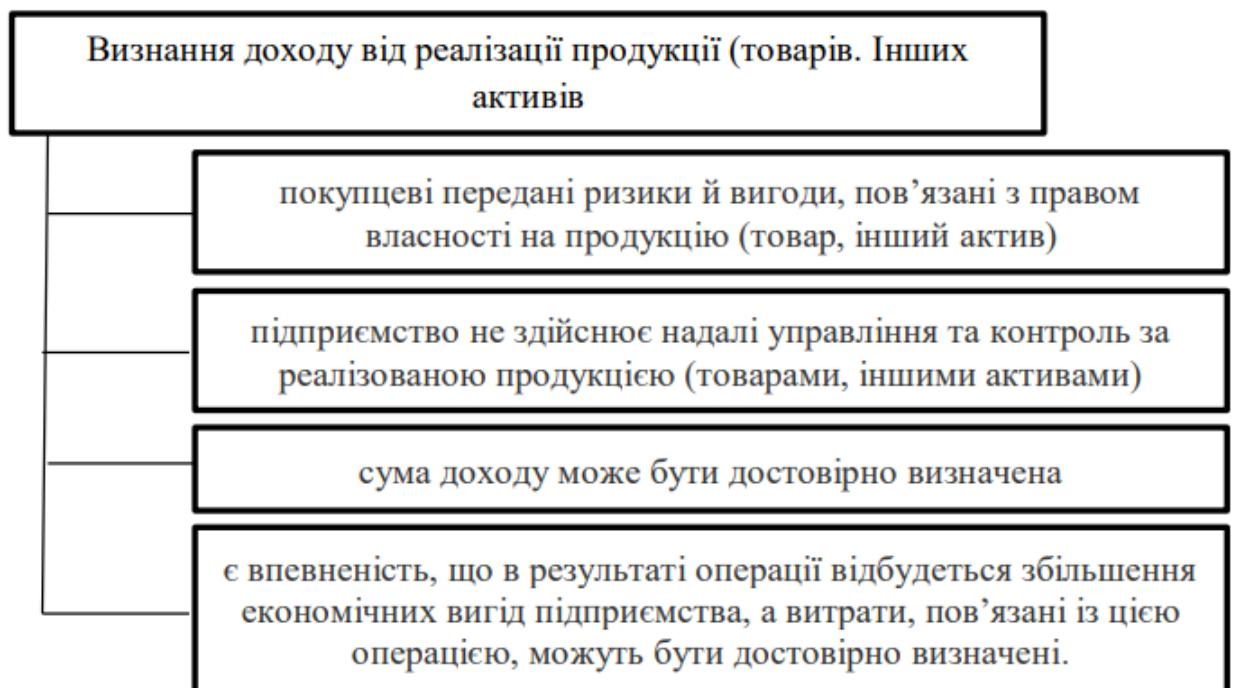 Визнання доходу від реалізації продукції (товарів. Інших
активів
покупцеві передані ризики й вигоди, пов’язані з правом
власності на продукцію (товар, інший актив)
підприємство не здійснює надалі управління та контроль за
реалізованою продукцією (товарами, іншими активами)
сума доходу може бути достовірно визначена
є впевненість, що в результаті операції відбудеться збільшення
економічних вигід підприємства, а витрати, пов’язані із цією
операцією, можуть бути достовірно визначені.